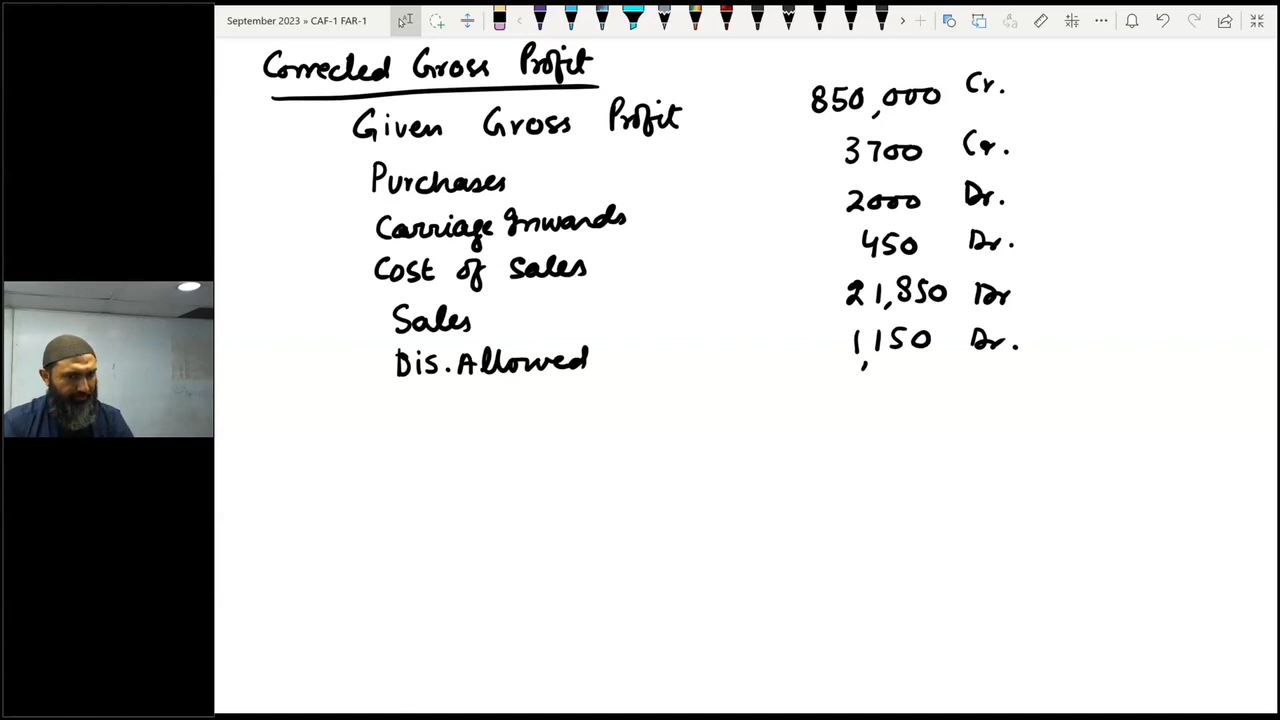 September 2023 » CAF-1 FAR-1
Corrected Gross Profit
Given Gross Profit 850,000 Cr.
Purchases 3700 Cr.
Carriage Inwards 2000 Dr.
Cost of Sales 450 Dr.
Sales 21,850 Dr
Dis. Allowed 1,150 Dr.